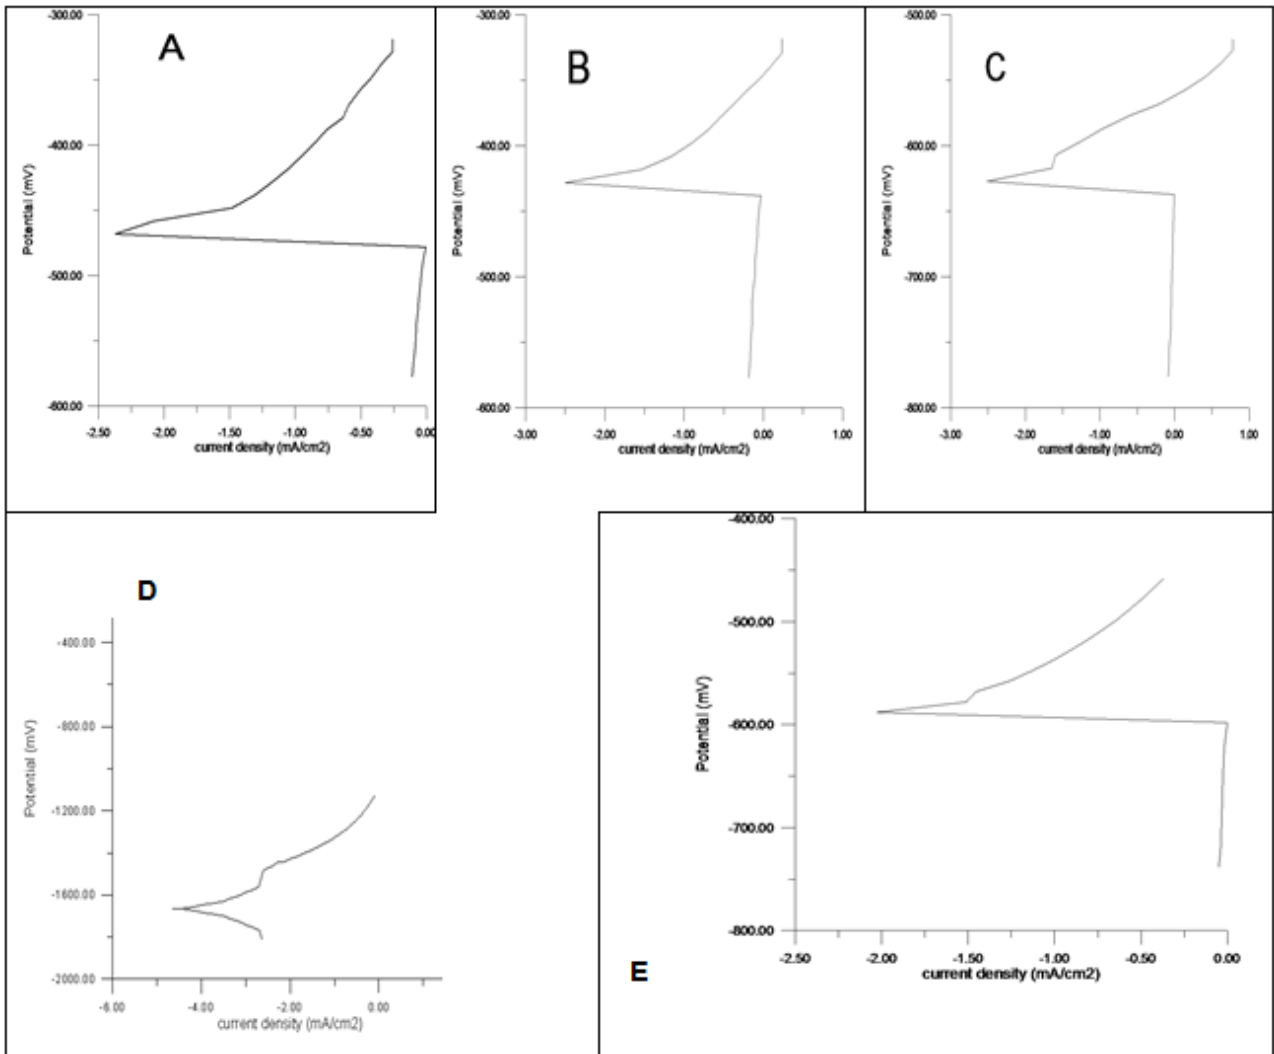 A
-300.00
-400.00
-500.00
-600.00
Potential (mV)
-2.50 -2.00 -1.50 -1.00 -0.50 0.00
current density (mA/cm2)
B
-300.00
-400.00
-500.00
-600.00
Potential (mV)
-3.00 -2.00 -1.00 0.00 1.00
current density (mA/cm2)
C
-500.00
-600.00
-700.00
-800.00
Potential (mV)
-3.00 -2.00 -1.00 0.00 1.00
current density (mA/cm2)
D
-400.00
-800.00
-1200.00
-1600.00
-2000.00
Potential (mV)
-6.00 -4.00 -2.00 0.00
current density (mA/cm2)
-400.00
-500.00
-600.00
-700.00
-800.00
Potential (mV)
-2.50 -2.00 -1.50 -1.00 -0.50 0.00
current density (mA/cm2)
E